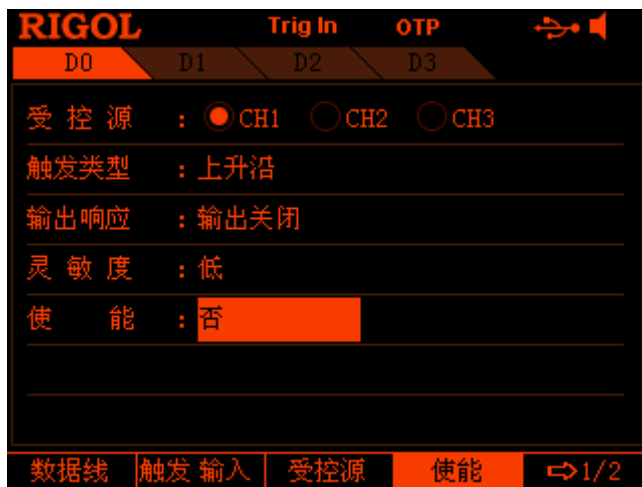 RIGOL Trig In OTP
D0 D1 D2 D3
受控源 : CH1 CH2 CH3
触发类型 : 上升沿
输出响应 : 输出关闭
灵敏度 : 低
使能 : 否
数据线 触发 输入 受控源 使能 1/2